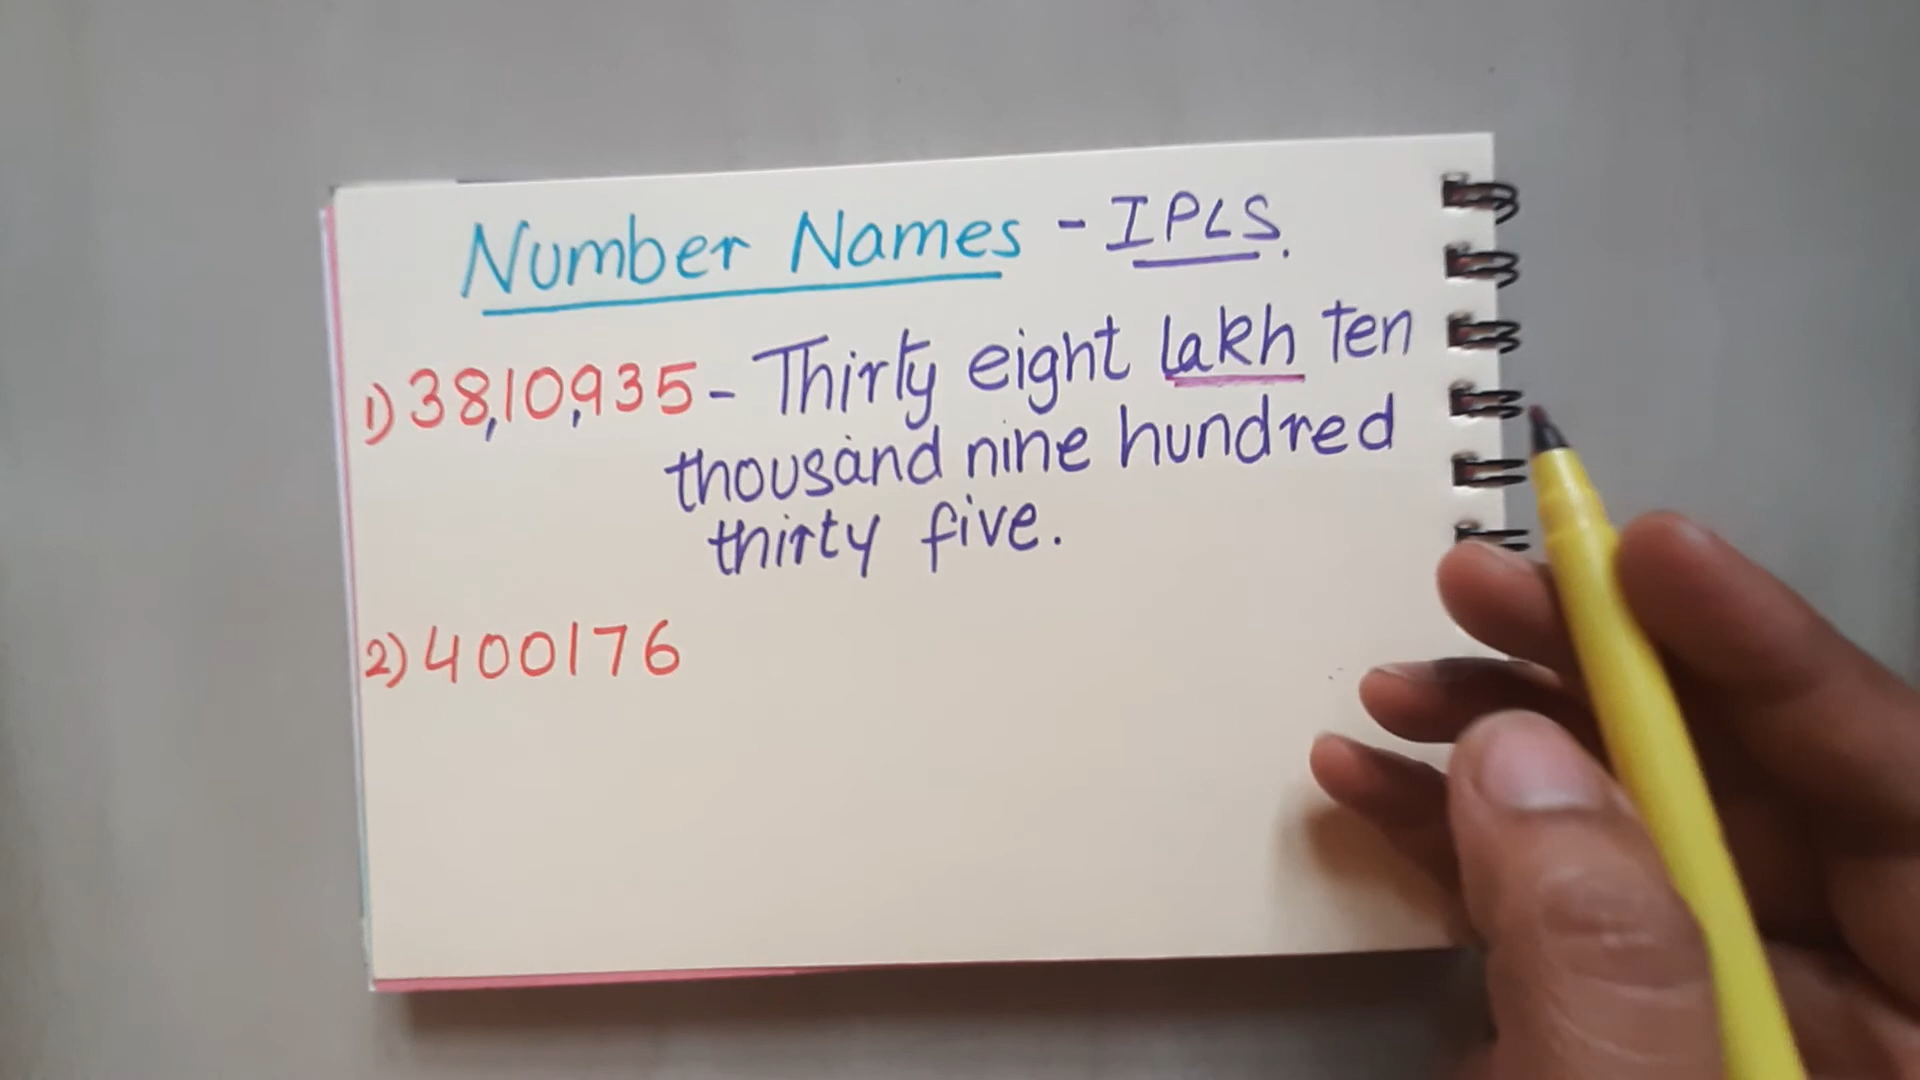 Number Names - IPLS.
1) 38,10,935 - Thirty eight lakh ten
thousand nine hundred
thirty five.
2) 400176